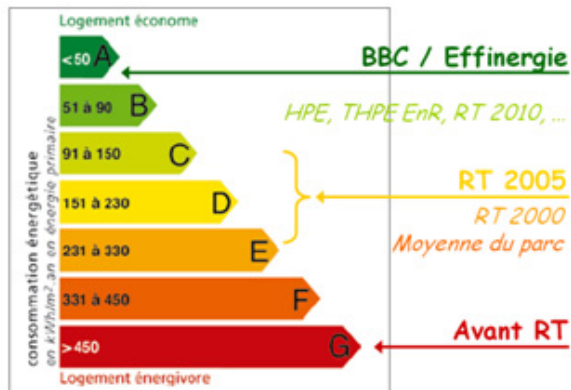 Logement économe
<50 A
BBC / Effinergie
51 à 90 B
HPE, THPE EnR, RT 2010, ...
91 à 150 C
151 à 230 D
RT 2005
RT 2000
231 à 330 E
Moyenne du parc
331 à 450 F
>450 G
Avant RT
Logement énergivore
consommation énergétique
en kWh/m².an en énergie primaire